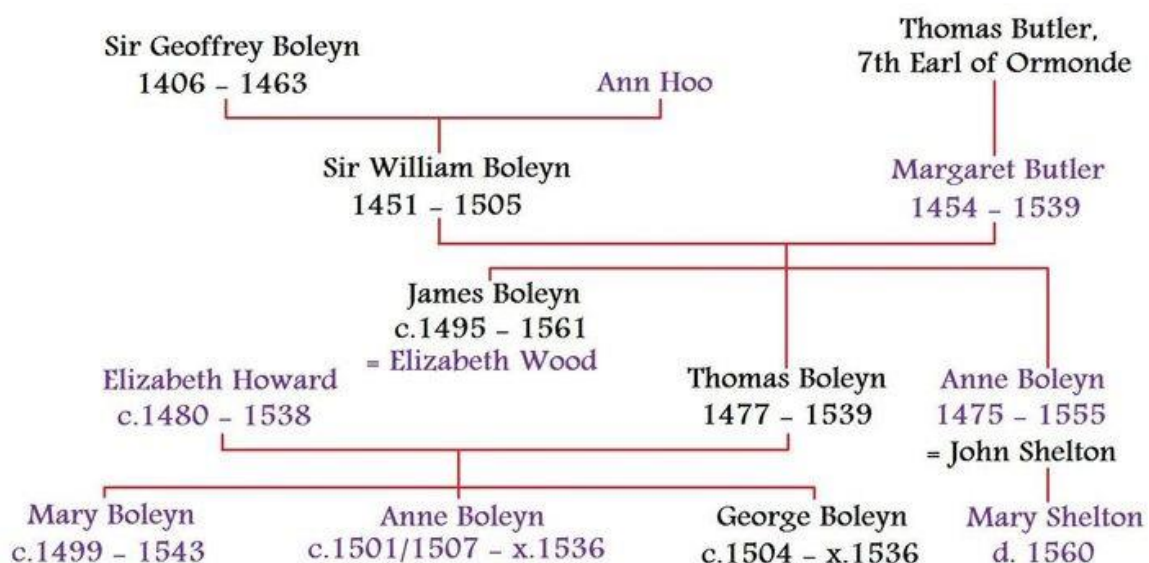 Sir Geoffrey Boleyn
1406 – 1463
Ann Hoo
Thomas Butler,
7th Earl of Ormonde
Sir William Boleyn
1451 – 1505
Margaret Butler
1454 – 1539
James Boleyn
c.1495 – 1561
= Elizabeth Wood
Elizabeth Howard
c.1480 – 1538
Thomas Boleyn
1477 – 1539
Anne Boleyn
1475 – 1555
= John Shelton
Mary Boleyn
c.1499 – 1543
Anne Boleyn
c.1501/1507 – x.1536
George Boleyn
c.1504 – x.1536
Mary Shelton
d. 1560